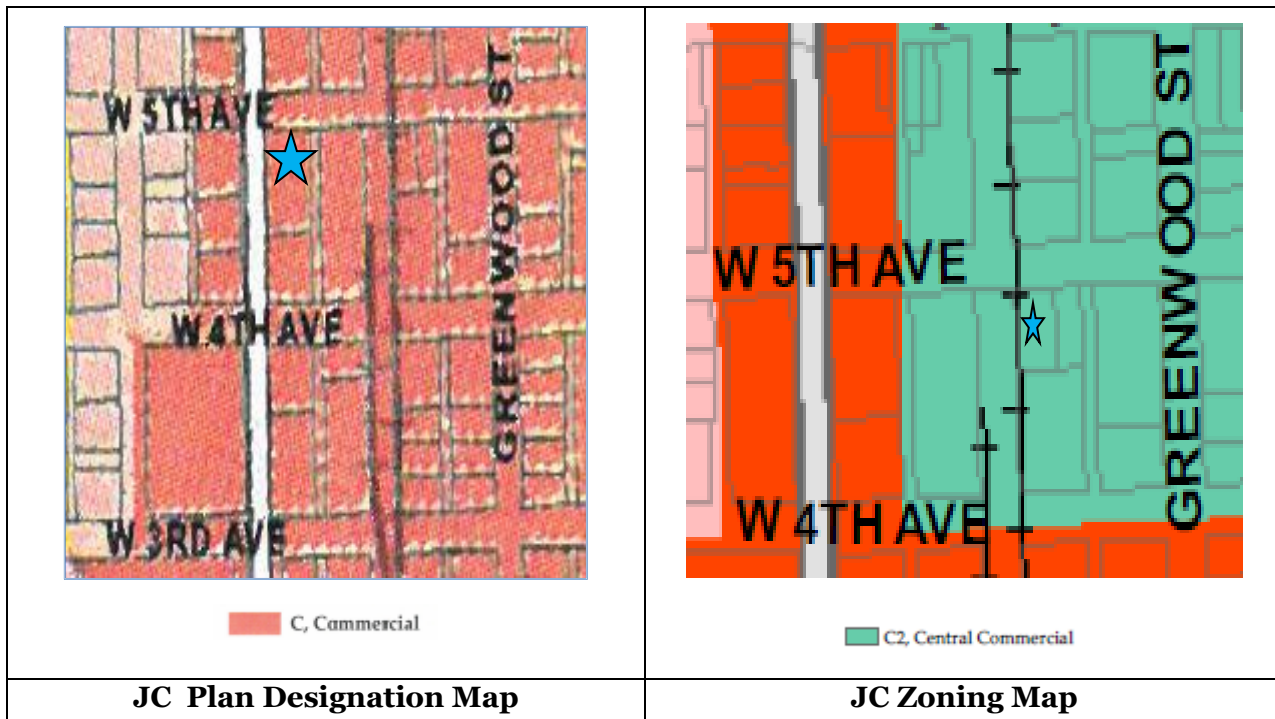 W 5TH AVE
GREENWOOD ST
W 4TH AVE
W 3RD AVE
C, Commercial
JC Plan Designation Map
W 5TH AVE
GREENWOOD ST
W 4TH AVE
C2, Central Commercial
JC Zoning Map